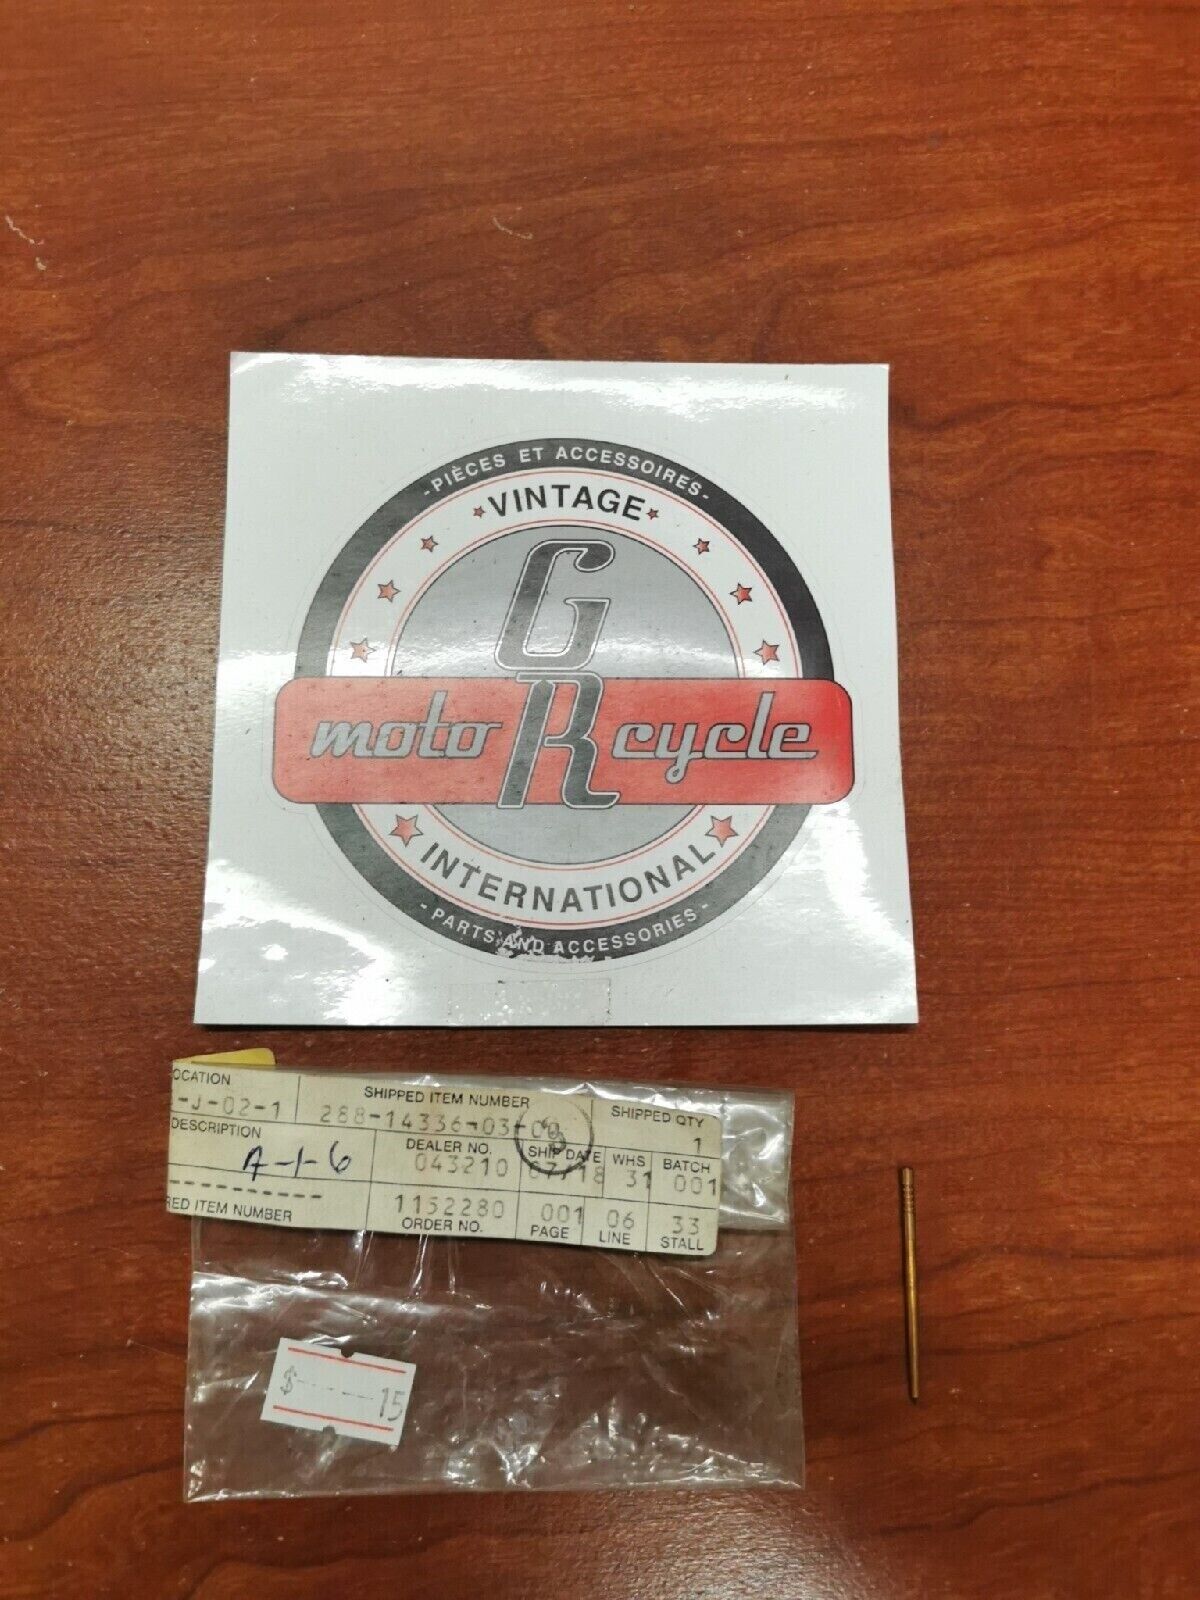 -PIÈCES ET ACCESSOIRES-
VINTAGE
G
moto R cycle
INTERNATIONAL
- PARTS AND ACCESSORIES -
OCATION
-J-02-1
SHIPPED ITEM NUMBER
288-14336-03-00
SHIPPED QTY
1
DESCRIPTION
A-1-6
DEALER NO.
043210
SHIP DATE
07/18
WHS
31
BATCH
001
RED ITEM NUMBER
1152280
ORDER NO.
001
PAGE
06
LINE
33
STALL
$ 15